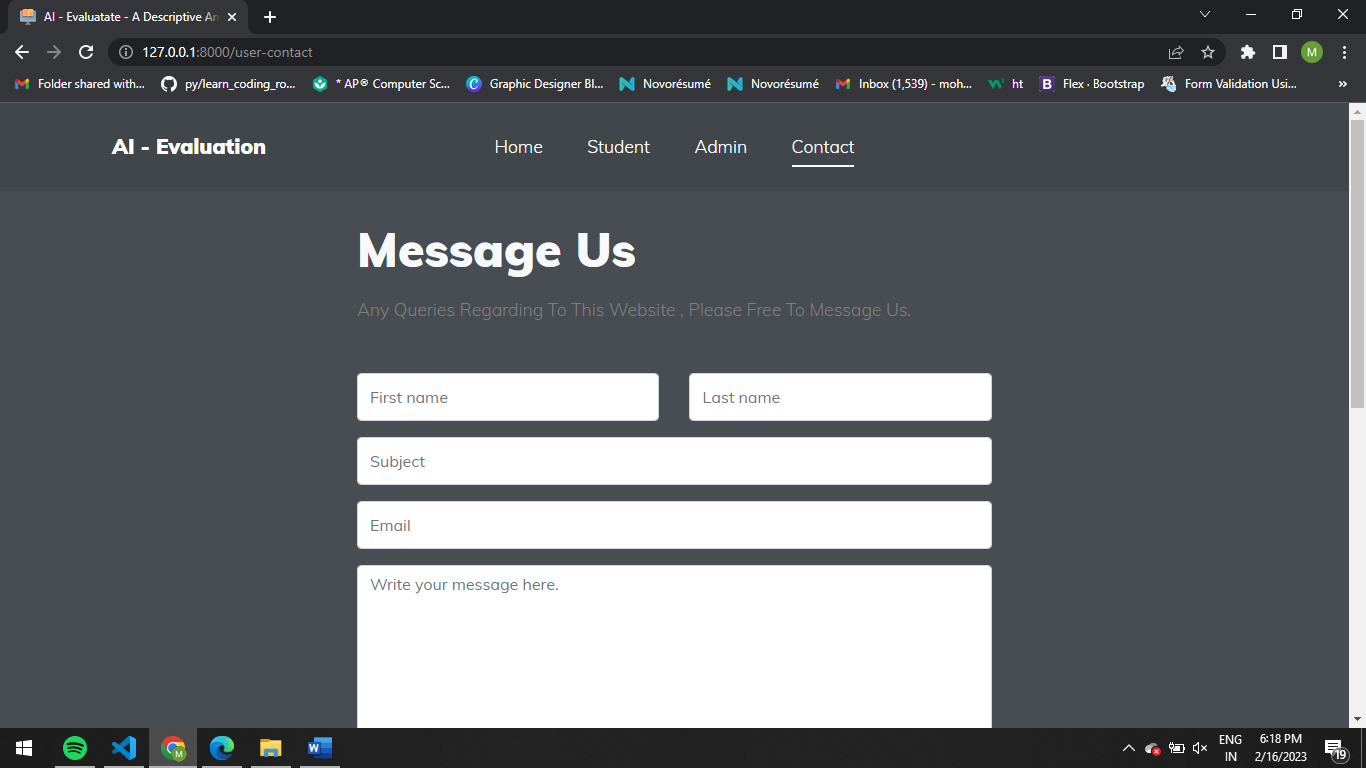 AI - Evaluatate - A Descriptive An
127.0.0.1:8000/user-contact
M
Folder shared with... py/learn_coding_ro... * AP® Computer Sc... Graphic Designer Bl... Novorésumé Novorésumé Inbox (1,539) - moh... ht Flex · Bootstrap Form Validation Usi... »
AI - Evaluation Home Student Admin Contact
Message Us
Any Queries Regarding To This Website , Please Free To Message Us.
First name Last name
Subject
Email
Write your message here.
ENG 6:18 PM
IN 2/16/2023 19